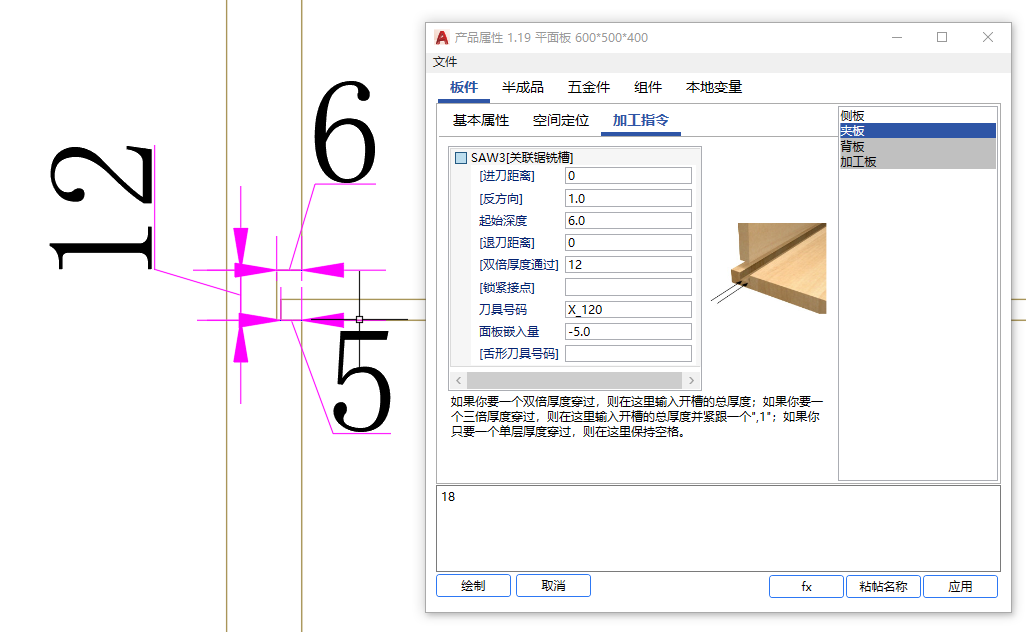 12
6
5
产品属性 1.19 平面板 600*500*400
文件
板件 半成品 五金件 组件 本地变量
基本属性 空间定位 加工指令
SAW3[关联锯铣槽]
[进刀距离] 0
[反方向] 1.0
起始深度 6.0
[退刀距离] 0
[双倍厚度通过] 12
[锁紧接点]
刀具号码 X_120
面板嵌入量 -5.0
[舌形刀具号码]
如果你要一个双倍厚度穿过，则在这里输入开槽的总厚度；如果你要一
个三倍厚度穿过，则在这里输入开槽的总厚度并紧跟一个",1"；如果你
只要一个单层厚度穿过，则在这里保持空格。
侧板
夹板
背板
加工板
18
绘制 取消 fx 粘帖名称 应用